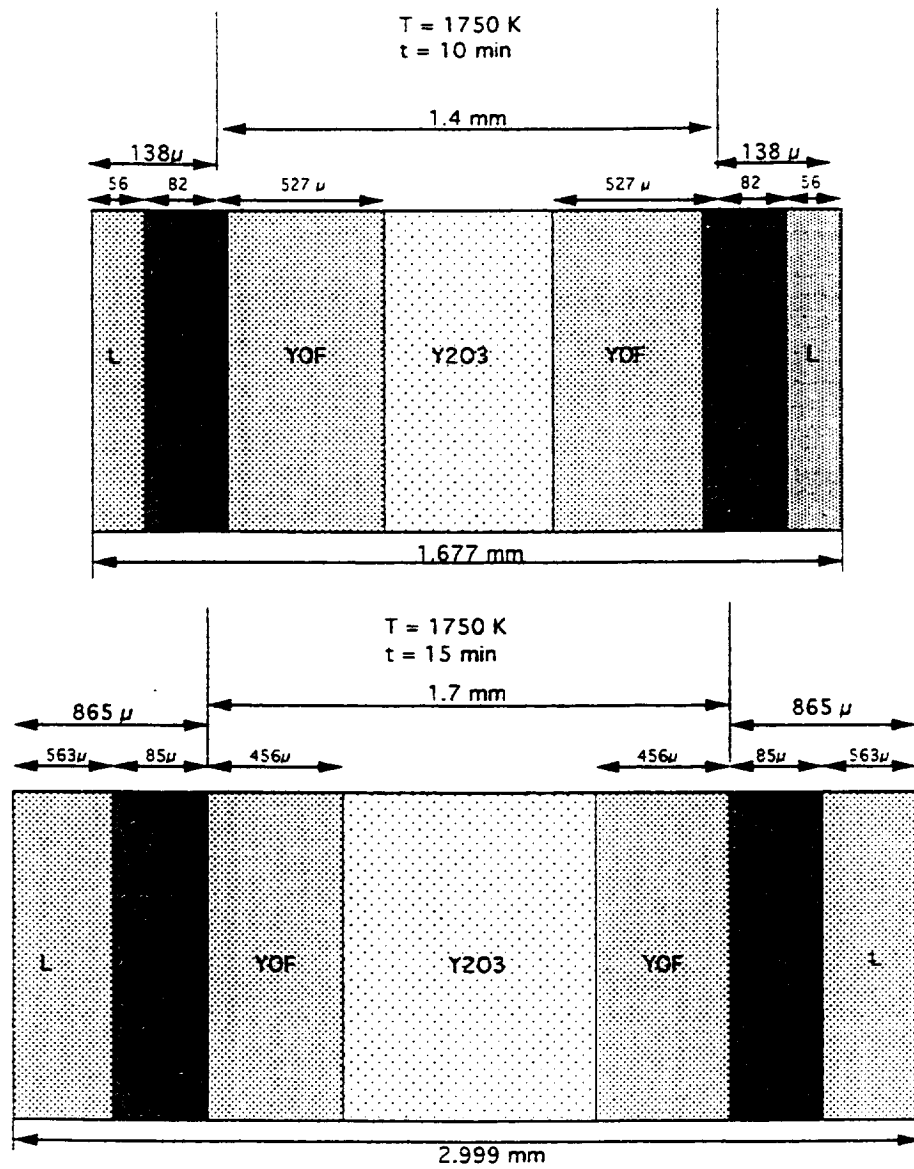 T = 1750 K
t = 10 min
1.4 mm
138μ 138 μ
56 82 527 μ 527 μ 82 56
L YOF Y2O3 YOF L
1.677 mm
T = 1750 K
t = 15 min
1.7 mm
865 μ 865 μ
563μ 85μ 456μ 456μ 85μ 563μ
L YOF Y2O3 YOF L
2.999 mm